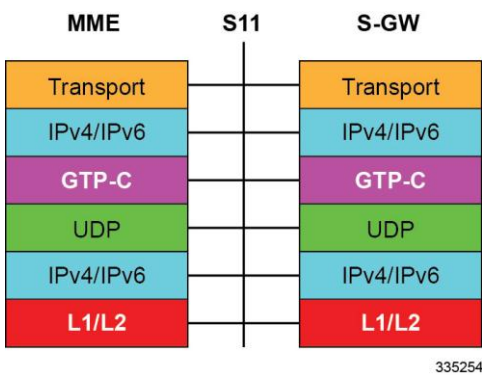 MME S11 S-GW
Transport Transport
IPv4/IPv6 IPv4/IPv6
GTP-C GTP-C
UDP UDP
IPv4/IPv6 IPv4/IPv6
L1/L2 L1/L2
335254